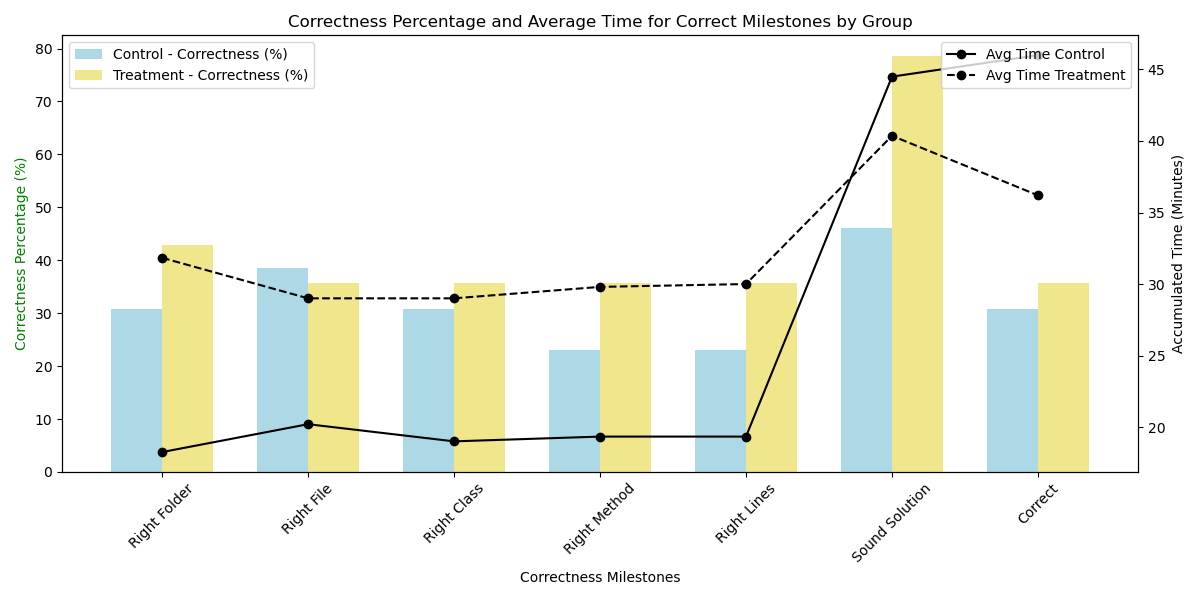 Correctness Percentage and Average Time for Correct Milestones by Group
Control - Correctness (%)
Treatment - Correctness (%)
Avg Time Control
Avg Time Treatment
Correctness Percentage (%)
80
70
60
50
40
30
20
10
0
45
40
35
30
25
20
Accumulated Time (Minutes)
Right Folder
Right File
Right Class
Right Method
Right Lines
Sound Solution
Correct
Correctness Milestones